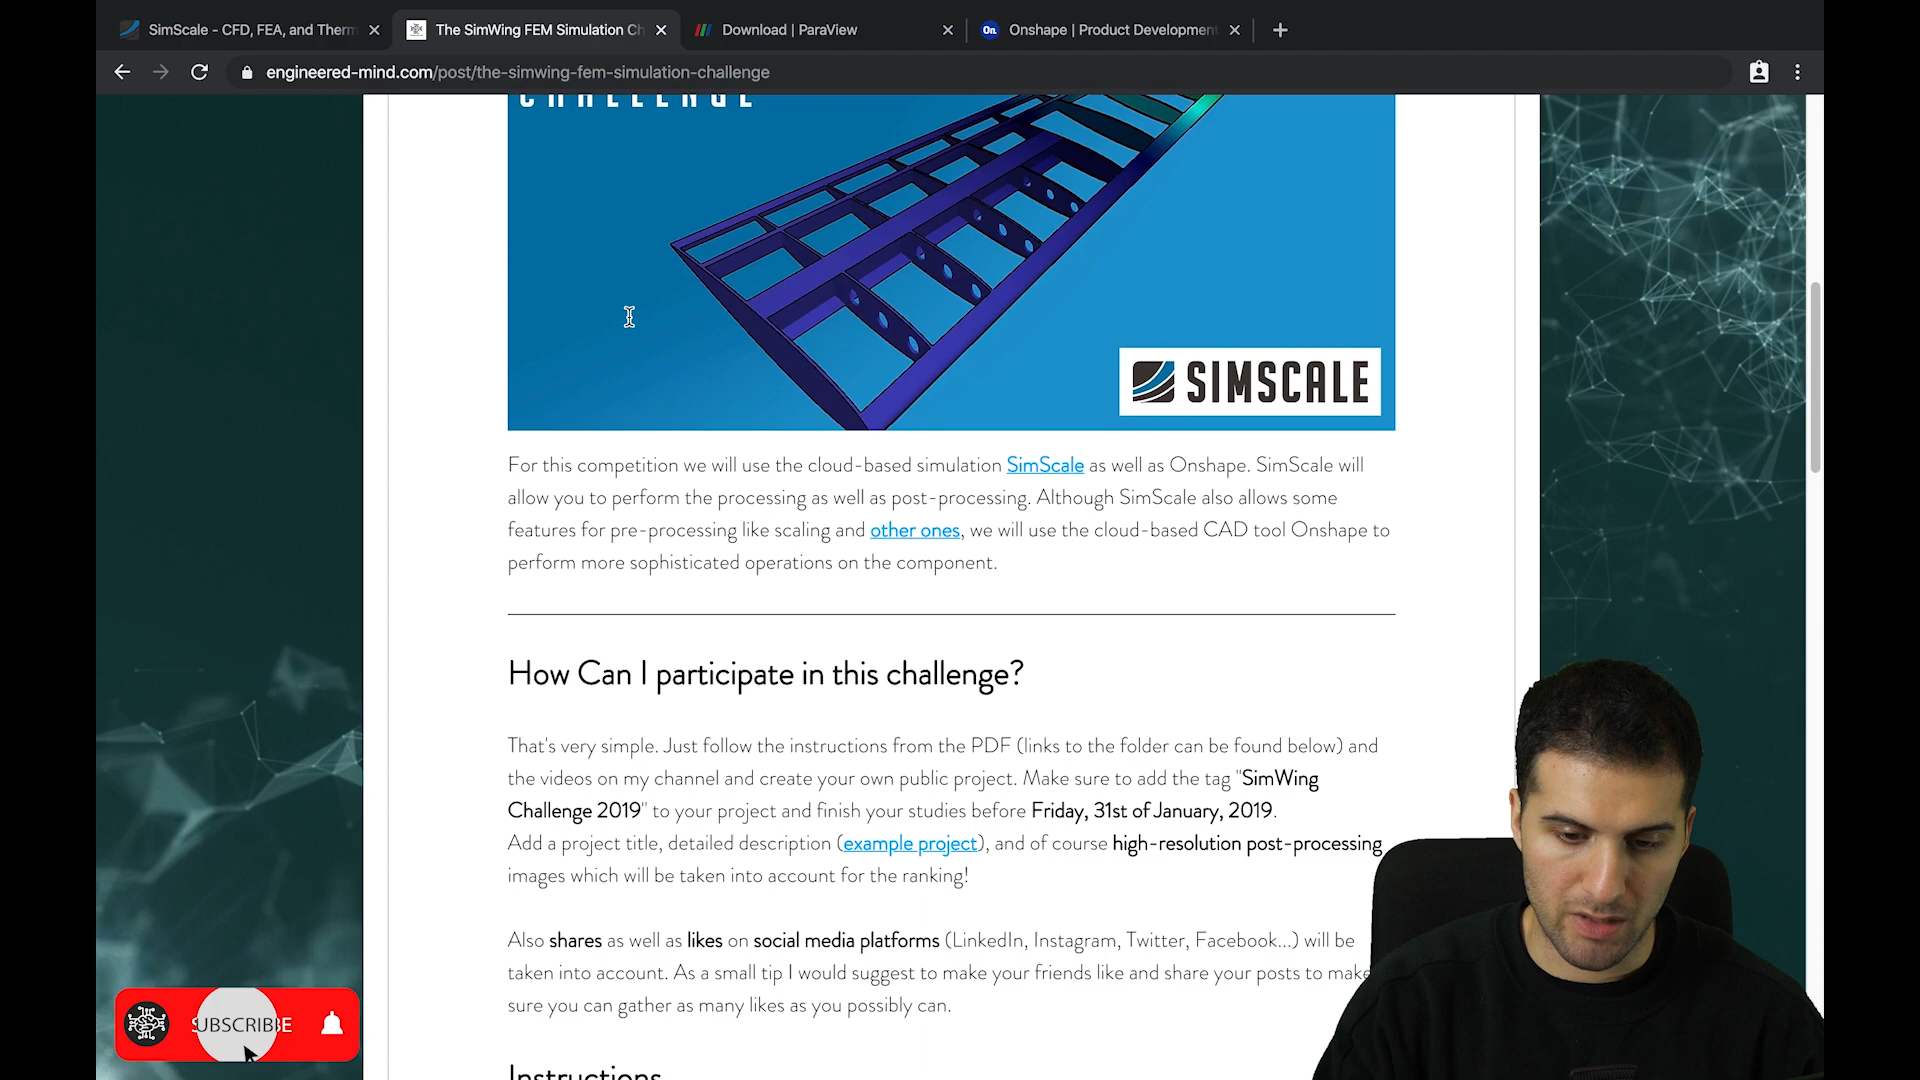 SimScale - CFD, FEA, and Therm
The SimWing FEM Simulation Ch
Download | ParaView
On Onshape | Product Development
engineered-mind.com/post/the-simwing-fem-simulation-challenge
CHALLENGE
SIMSCALE
For this competition we will use the cloud-based simulation SimScale as well as Onshape. SimScale will
allow you to perform the processing as well as post-processing. Although SimScale also allows some
features for pre-processing like scaling and other ones, we will use the cloud-based CAD tool Onshape to
perform more sophisticated operations on the component.
How Can I participate in this challenge?
That's very simple. Just follow the instructions from the PDF (links to the folder can be found below) and
the videos on my channel and create your own public project. Make sure to add the tag "SimWing
Challenge 2019" to your project and finish your studies before Friday, 31st of January, 2019.
Add a project title, detailed description (example project), and of course high-resolution post-processing
images which will be taken into account for the ranking!
Also shares as well as likes on social media platforms (LinkedIn, Instagram, Twitter, Facebook...) will be
taken into account. As a small tip I would suggest to make your friends like and share your posts to make
sure you can gather as many likes as you possibly can.
SUBSCRIBE
Instructions